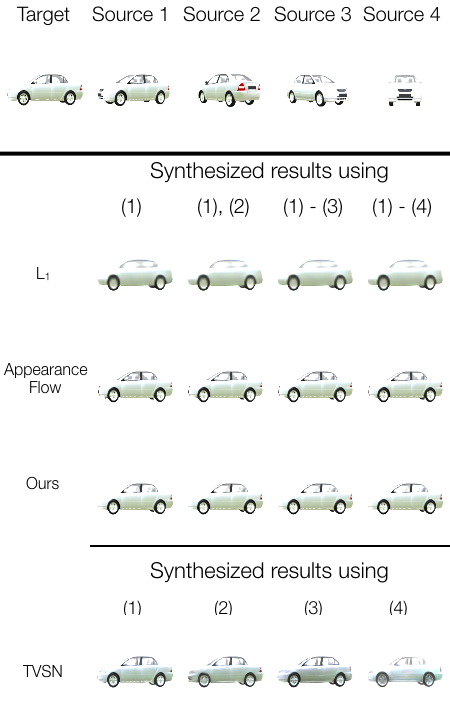 Target Source 1 Source 2 Source 3 Source 4
Synthesized results using
(1) (1), (2) (1) - (3) (1) - (4)
L₁
Appearance
Flow
Ours
Synthesized results using
(1) (2) (3) (4)
TVSN